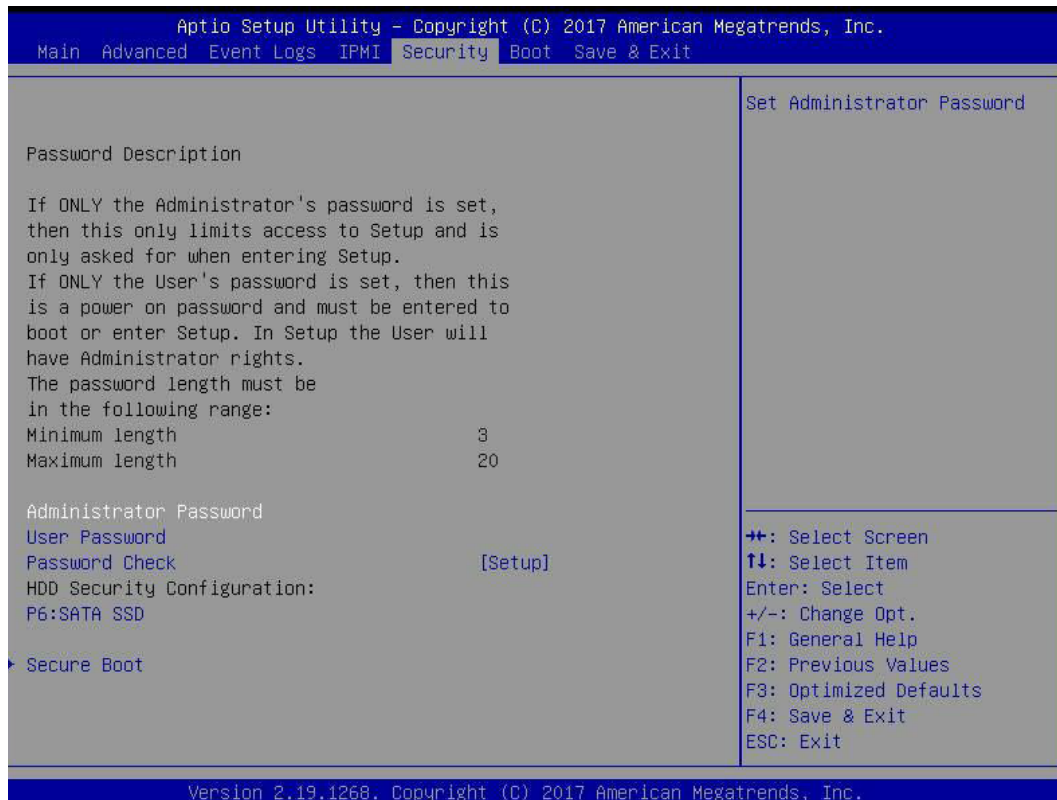 Aptio Setup Utility – Copyright (C) 2017 American Megatrends, Inc.
Main Advanced Event Logs IPMI Security Boot Save & Exit
Set Administrator Password
Password Description
If ONLY the Administrator's password is set,
then this only limits access to Setup and is
only asked for when entering Setup.
If ONLY the User's password is set, then this
is a power on password and must be entered to
boot or enter Setup. In Setup the User will
have Administrator rights.
The password length must be
in the following range:
Minimum length 3
Maximum length 20
Administrator Password
User Password
Password Check [Setup]
HDD Security Configuration:
P6:SATA SSD
Secure Boot
→←: Select Screen
↑↓: Select Item
Enter: Select
+/-: Change Opt.
F1: General Help
F2: Previous Values
F3: Optimized Defaults
F4: Save & Exit
ESC: Exit
Version 2.19.1268. Copyright (C) 2017 American Megatrends, Inc.